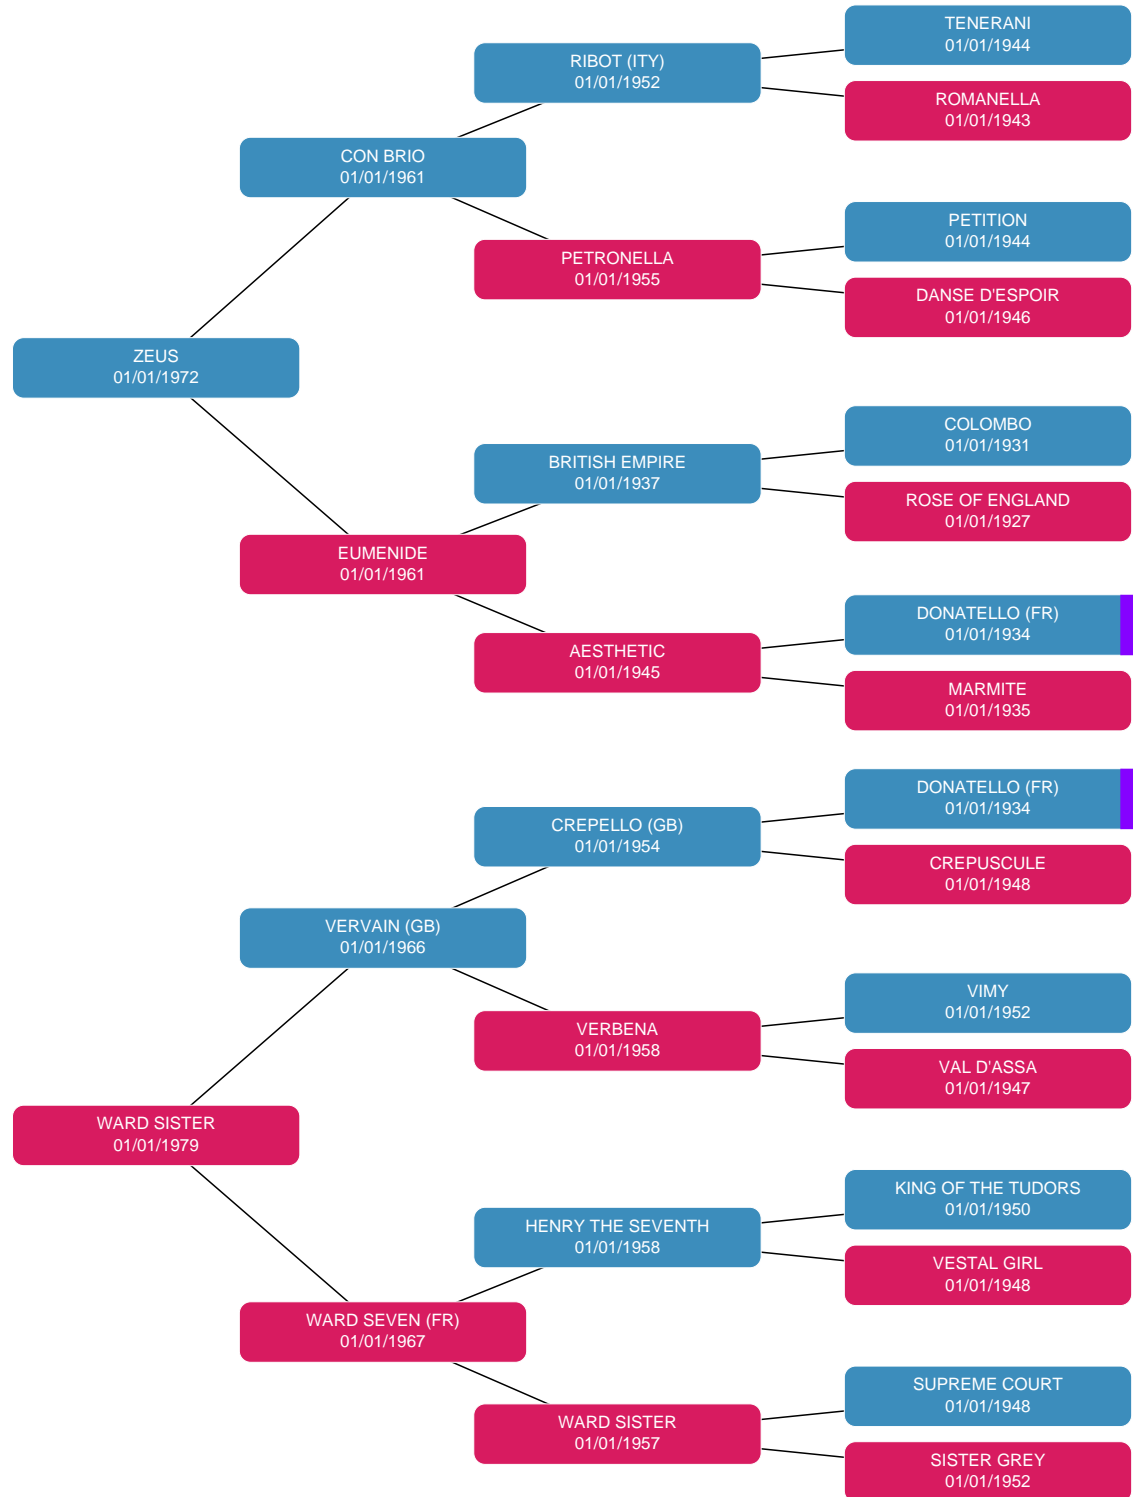 TENERANI
01/01/1944
RIBOT (ITY)
01/01/1952
ROMANELLA
01/01/1943
CON BRIO
01/01/1961
PETITION
01/01/1944
PETRONELLA
01/01/1955
DANSE D'ESPOIR
01/01/1946
ZEUS
01/01/1972
COLOMBO
01/01/1931
BRITISH EMPIRE
01/01/1937
ROSE OF ENGLAND
01/01/1927
EUMENIDE
01/01/1961
DONATELLO (FR)
01/01/1934
AESTHETIC
01/01/1945
MARMITE
01/01/1935
DONATELLO (FR)
01/01/1934
CREPELLO (GB)
01/01/1954
CREPUSCULE
01/01/1948
VERVAIN (GB)
01/01/1966
VIMY
01/01/1952
VERBENA
01/01/1958
VAL D'ASSA
01/01/1947
WARD SISTER
01/01/1979
KING OF THE TUDORS
01/01/1950
HENRY THE SEVENTH
01/01/1958
VESTAL GIRL
01/01/1948
WARD SEVEN (FR)
01/01/1967
SUPREME COURT
01/01/1948
WARD SISTER
01/01/1957
SISTER GREY
01/01/1952